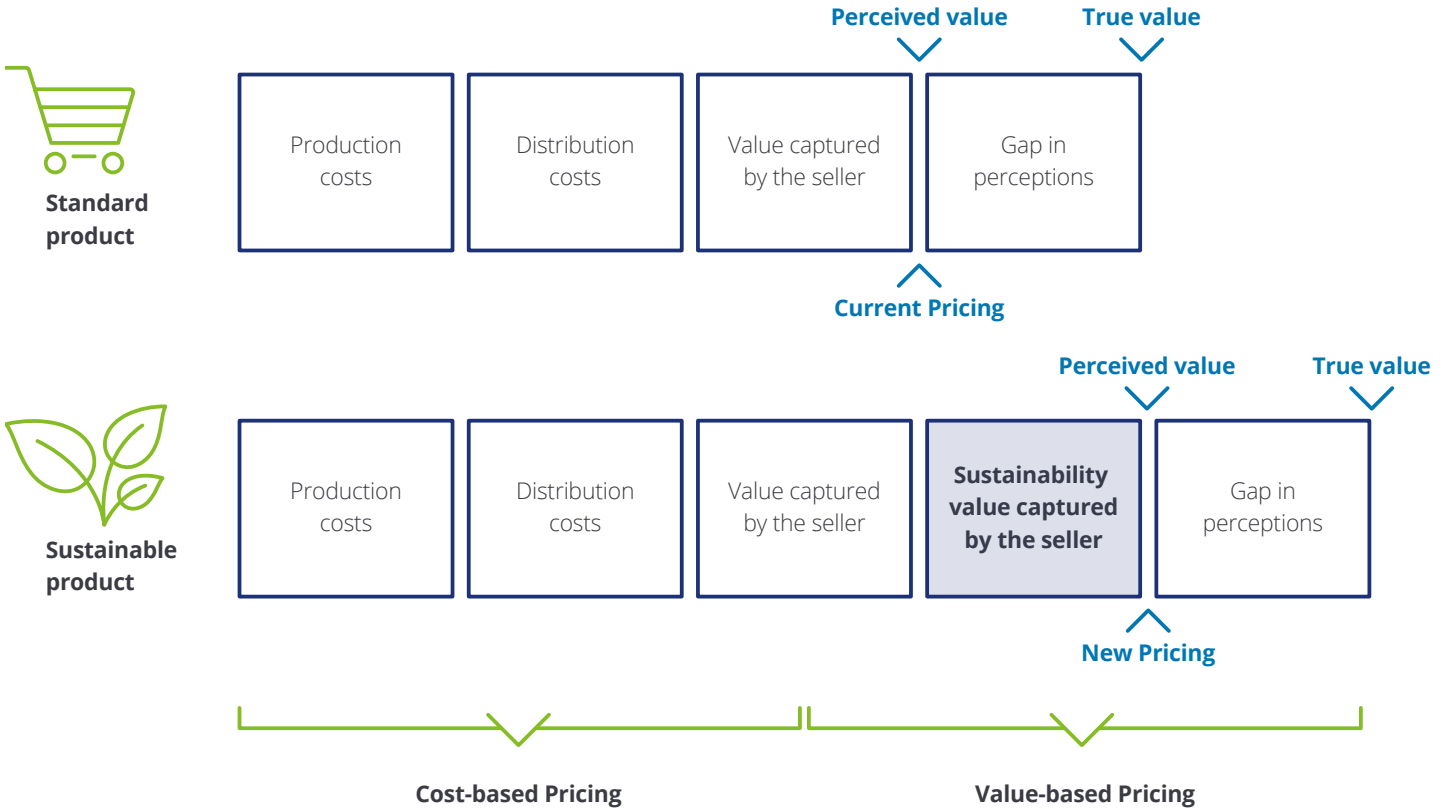 Perceived value
True value
Standard
product
Production
costs
Distribution
costs
Value captured
by the seller
Gap in
perceptions
Current Pricing
Perceived value
True value
Sustainable
product
Production
costs
Distribution
costs
Value captured
by the seller
Sustainability
value captured
by the seller
Gap in
perceptions
New Pricing
Cost-based Pricing
Value-based Pricing